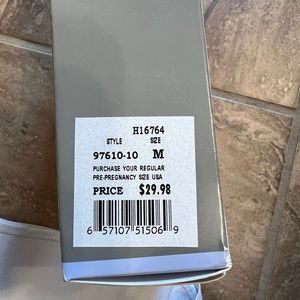 H16764
STYLE SIZE
97610-10 M
PURCHASE YOUR REGULAR
PRE-PREGNANCY SIZE USA
PRICE $29.98
6 57107 51506 9